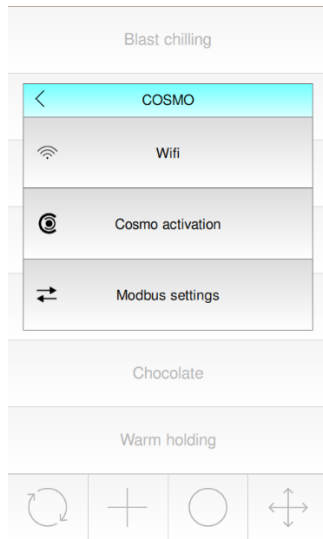 Blast chilling
COSMO
Wifi
Cosmo activation
Modbus settings
Chocolate
Warm holding